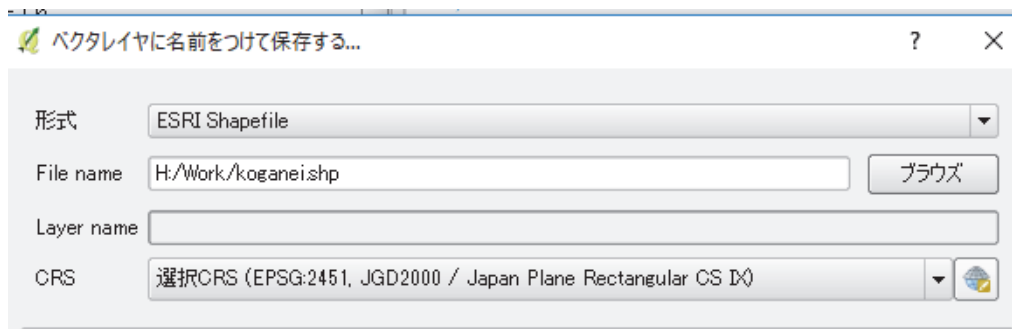 ベクタレイヤに名前をつけて保存する... ? ×
形式 ESRI Shapefile
File name H:/Work/koganei.shp ブラウズ
Layer name
CRS 選択CRS (EPSG:2451, JGD2000 / Japan Plane Rectangular CS IX)